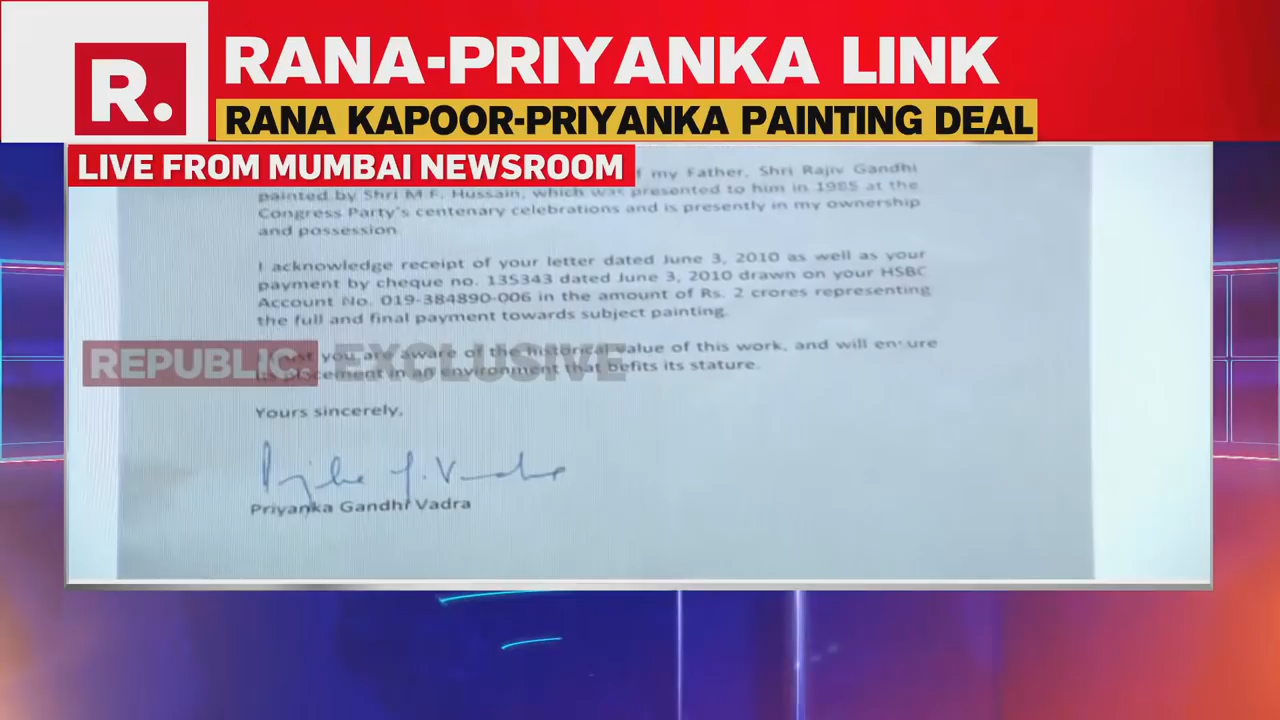 R.
RANA-PRIYANKA LINK
RANA KAPOOR-PRIYANKA PAINTING DEAL
LIVE FROM MUMBAI NEWSROOM
my Father, Shri Rajiv Gandhi
painted by Shri M.F. Hussain, which was presented to him in 1985 at the
Congress Party's centenary celebrations and is presently in my ownership
and possession
I acknowledge receipt of your letter dated June 3, 2010 as well as your
payment by cheque no. 135343 dated June 3, 2010 drawn on your HSBC
Account No. 019-384890-006 in the amount of Rs. 2 crores representing
the full and final payment towards subject painting.
you are aware of the historical value of this work, and will ensure
its placement in an environment that befits its stature.
REPUBLIC. EXCLUSIVE
Yours sincerely,
Priyanka Gandhi Vadra